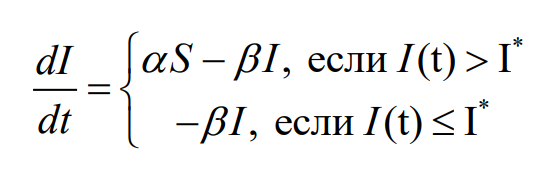 dI/dt = { αS − βI, если I(t) > I*
−βI, если I(t) ≤ I*